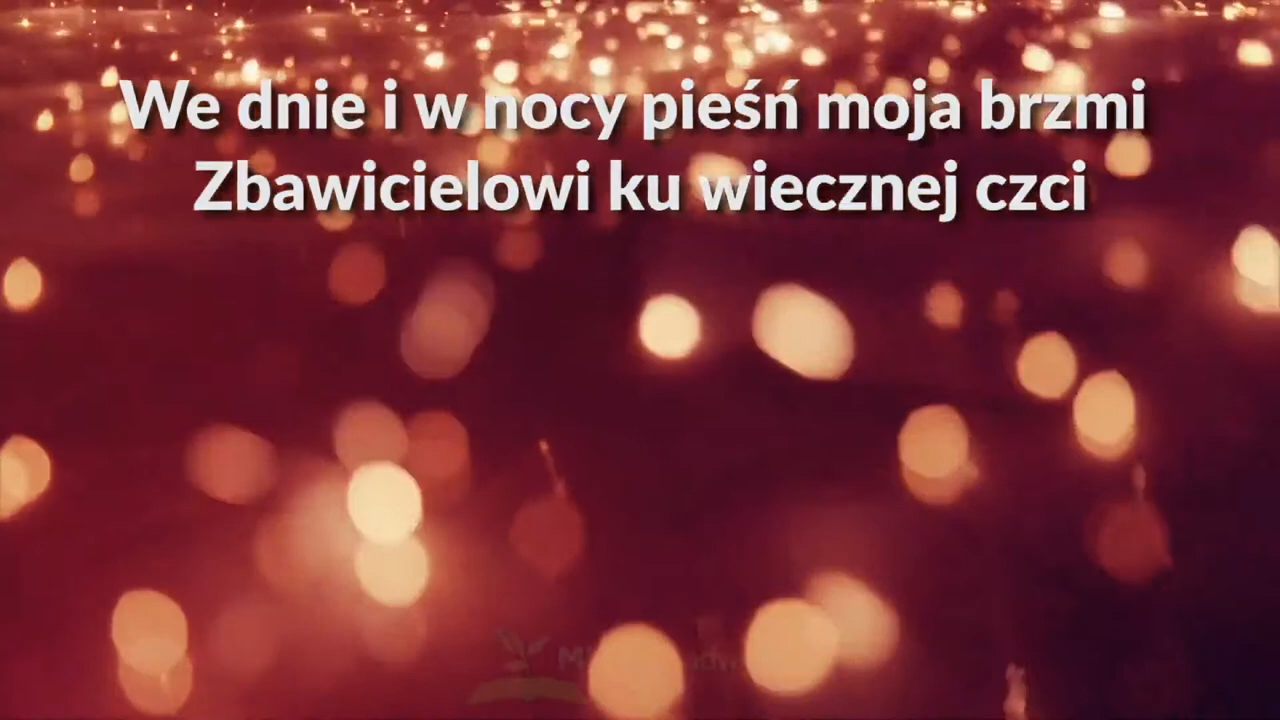 We dnie i w nocy pieśń moja brzmi
Zbawicielowi ku wiecznej czci